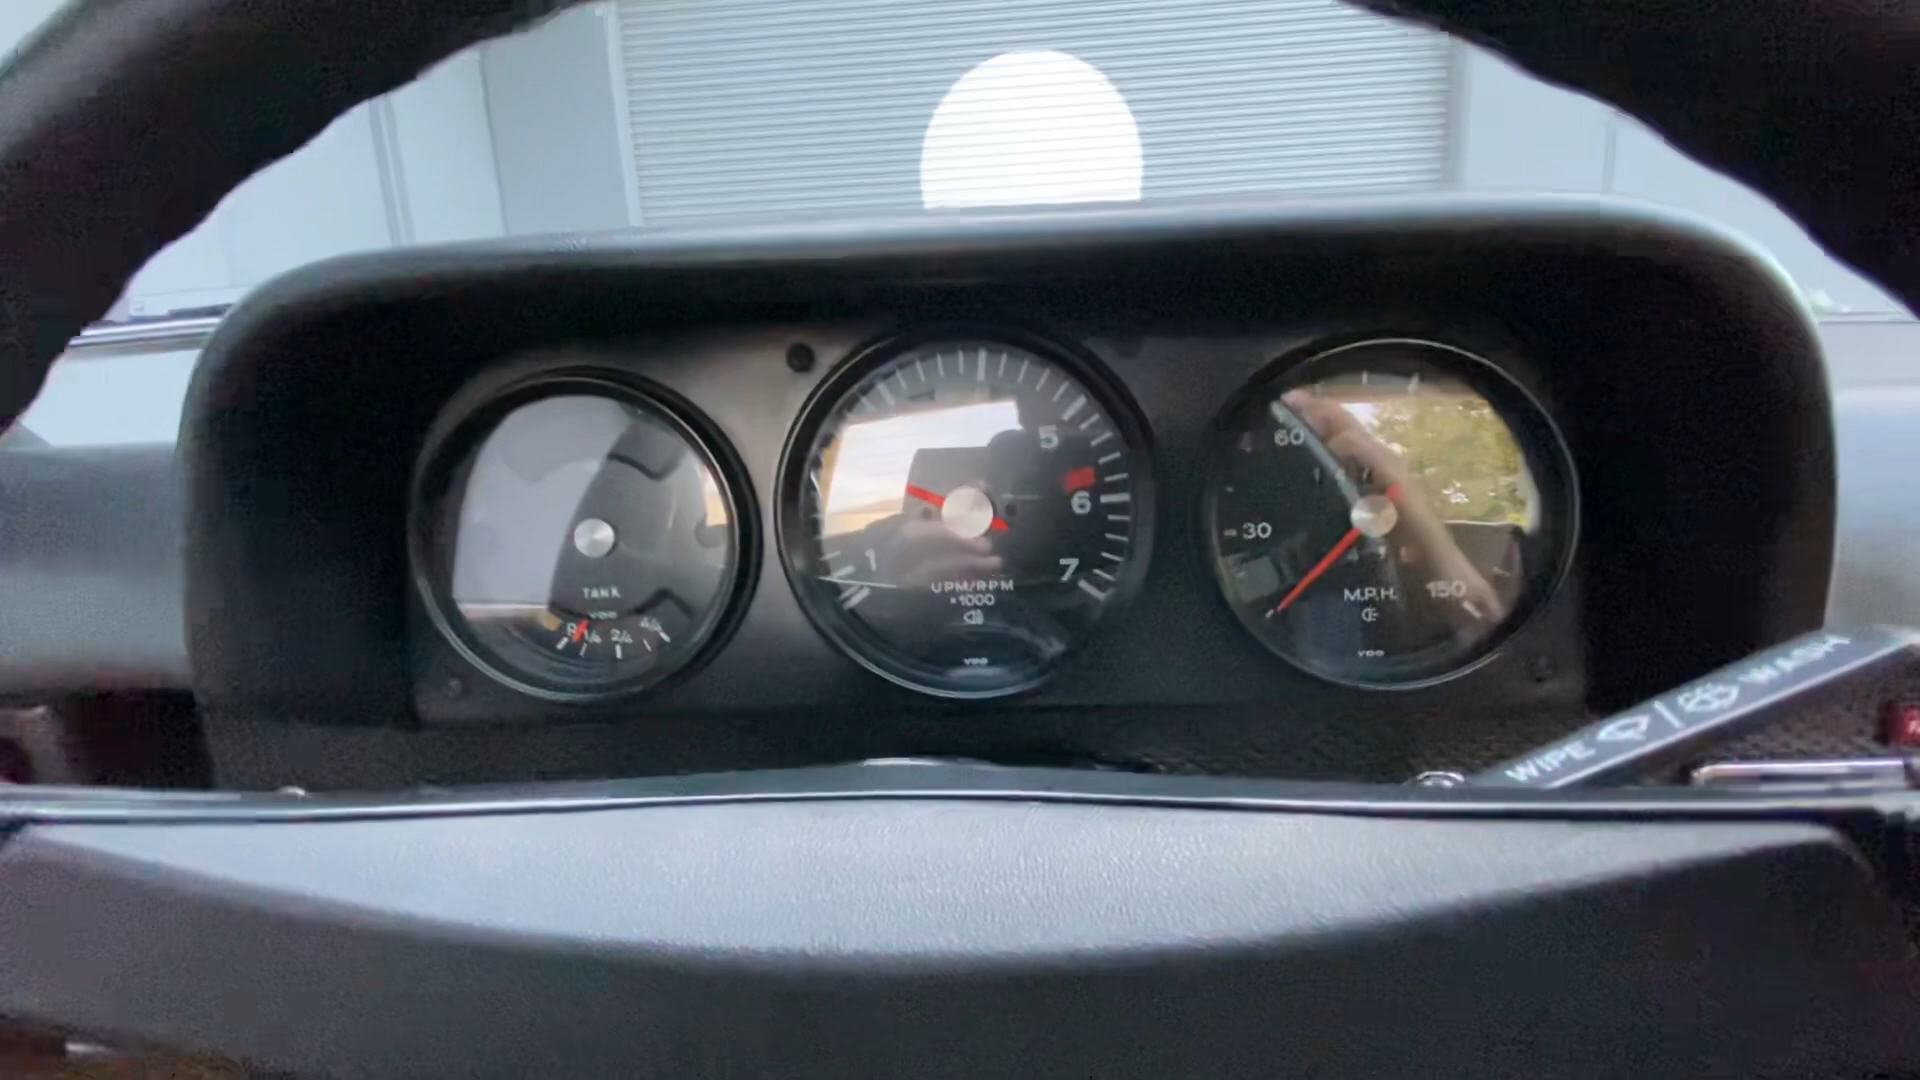 TANK
VDO
R 1/4 2/4 4/4
5
6
1
7
UPM/RPM
×1000
VDO
60
30
M.P.H.
150
VDO
WIPE / WASH